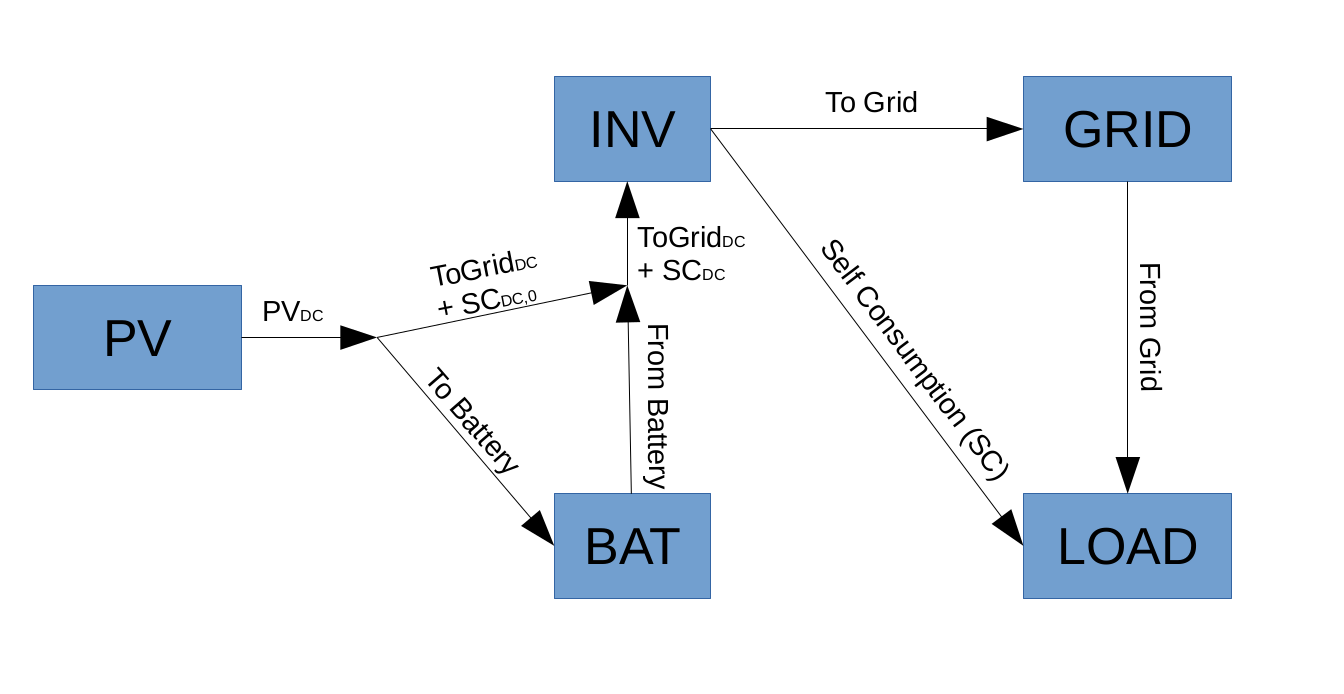 INV
To Grid
GRID
ToGridDC
+ SCDC
ToGridDC
+ SCDC,0
PV
PVDC
To Battery
From Battery
Self Consumption (SC)
From Grid
BAT
LOAD